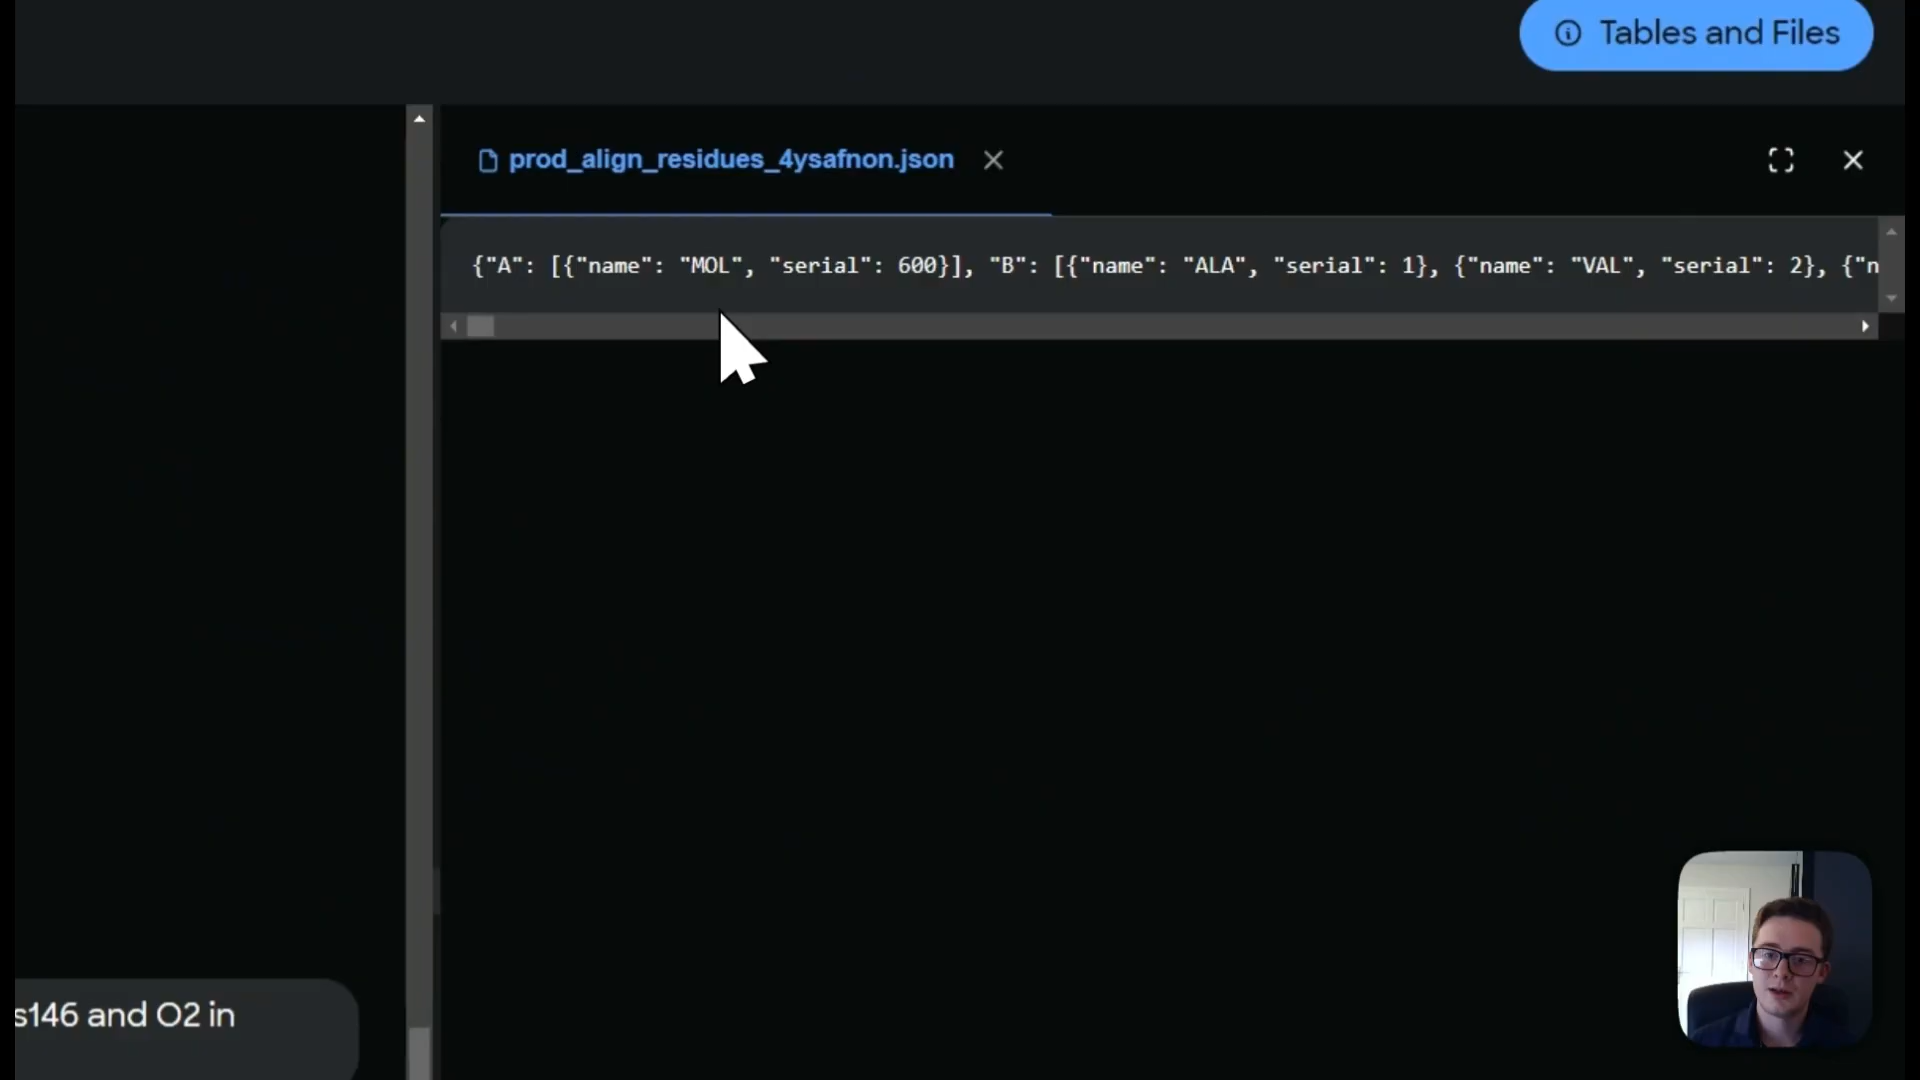 Tables and Files
prod_align_residues_4ysafnon.json
{"A": [{"name": "MOL", "serial": 600}], "B": [{"name": "ALA", "serial": 1}, {"name": "VAL", "serial": 2}, {"n
s146 and O2 in